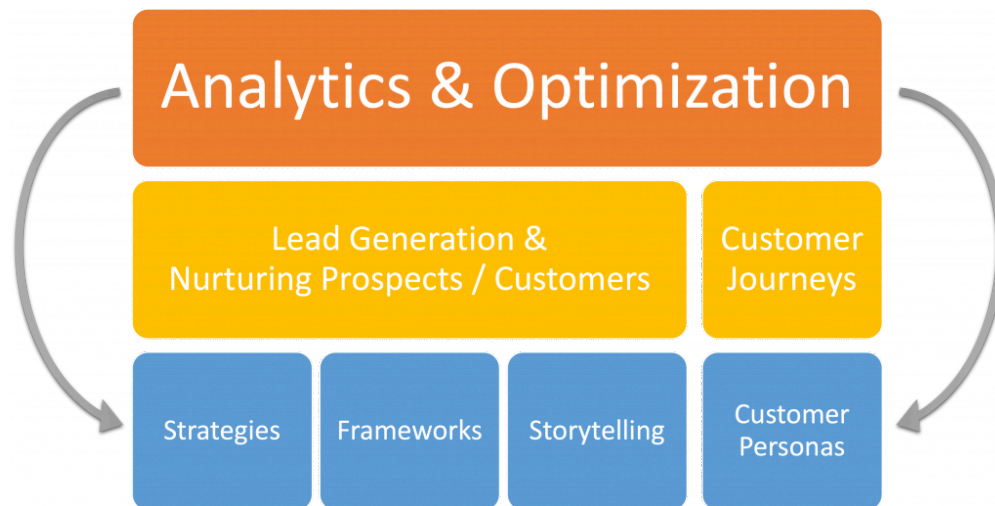 Analytics & Optimization
Lead Generation &
Nurturing Prospects / Customers
Customer
Journeys
Strategies
Frameworks
Storytelling
Customer
Personas